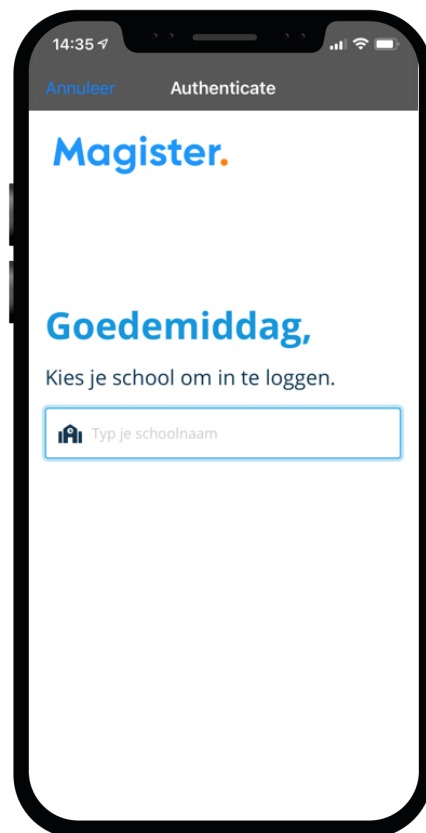 14:35
Annuleer Authenticate
Magister.
Goedemiddag,
Kies je school om in te loggen.
Typ je schoolnaam